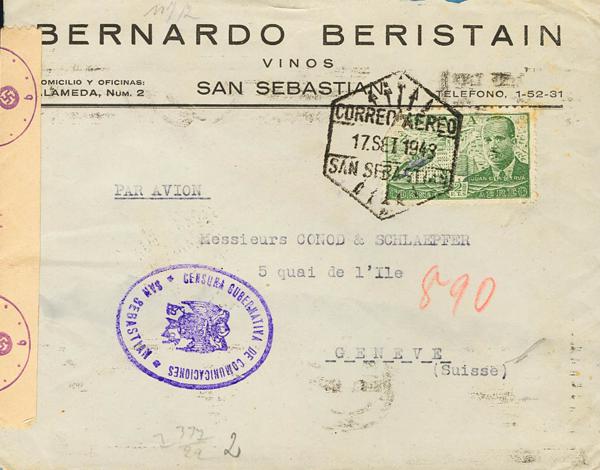 BERNARDO BERISTAIN
VINOS
DOMICILIO Y OFICINAS:
ALAMEDA, NÚM. 2
SAN SEBASTIAN
TELEFONO, 1-52-31
CORREO AEREO
17.SET 1943
SAN SEBASTIAN
JUAN DE LA CIERVA
PAR AVION
Messieurs CONOD & SCHLAEPFER
5 quai de l'Ile
890
GENEVE
(Suisse)
CENSURA GUBERNATIVA DE COMUNICACIONES
SAN SEBASTIAN
2